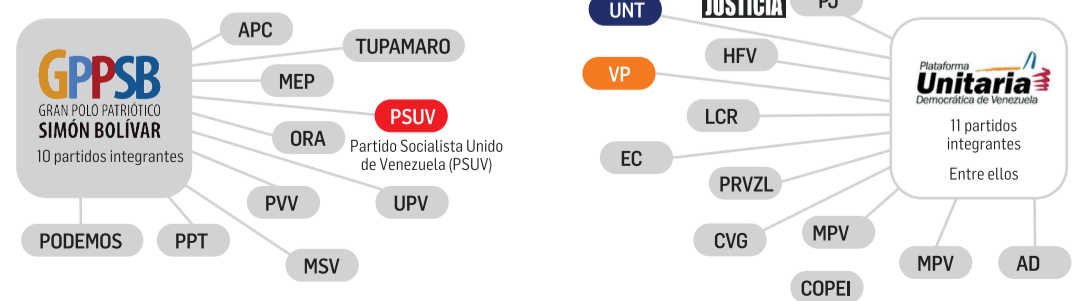 GPPSB
GRAN POLO PATRIÓTICO
SIMÓN BOLÍVAR
10 partidos integrantes
APC
TUPAMARO
MEP
PSUV
Partido Socialista Unido
de Venezuela (PSUV)
ORA
PVV
UPV
PODEMOS
PPT
MSV
UNT
JUSTICIA
PJ
HFV
VP
LCR
EC
PRVZL
CVG
MPV
COPEI
MPV
AD
Plataforma
Unitaria
Democrática de Venezuela
11 partidos
integrantes
Entre ellos